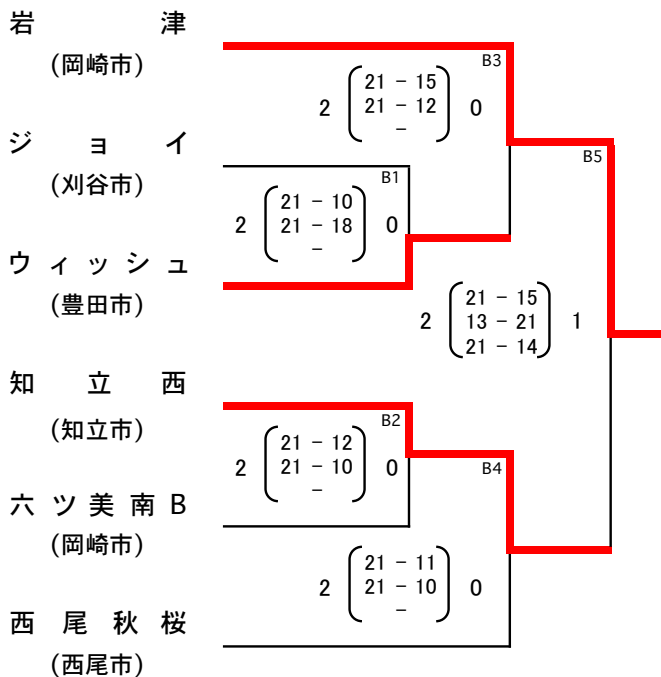 岩津
(岡崎市)
B3
2 21 - 15 0
21 - 12
-
ジョイ
(刈谷市)
B5
B1
2 21 - 10 0
21 - 18
-
ウィッシュ
(豊田市)
2 21 - 15 1
13 - 21
21 - 14
知立西
(知立市)
B2
2 21 - 12 0
21 - 10
-
B4
六ツ美南B
(岡崎市)
2 21 - 11 0
21 - 10
-
西尾秋桜
(西尾市)